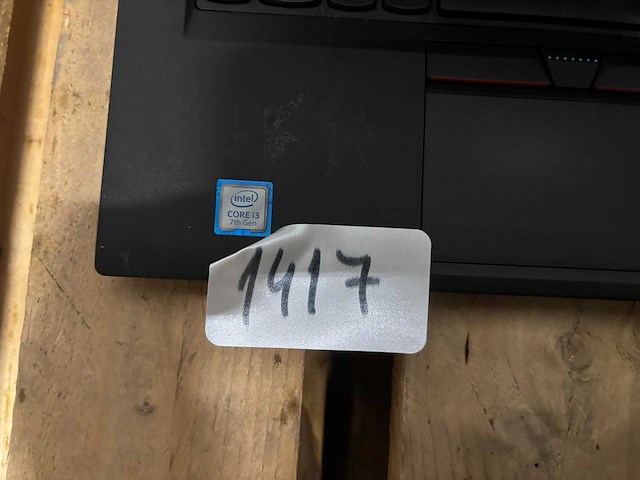 intel
CORE i3
7th Gen
1417